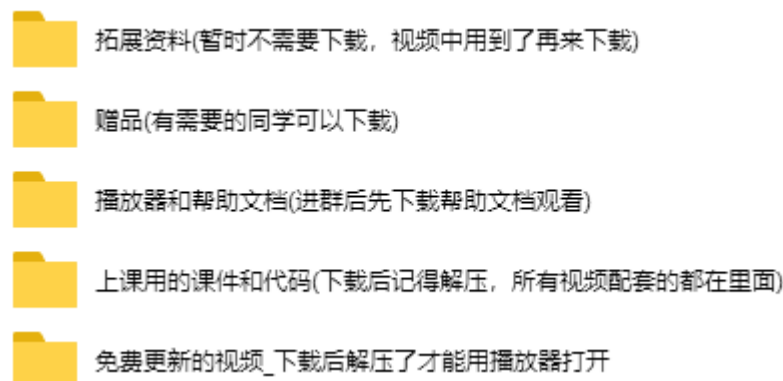 拓展资料(暂时不需要下载，视频中用到了再来下载)
赠品(有需要的同学可以下载)
播放器和帮助文档(进群后先下载帮助文档观看)
上课用的课件和代码(下载后记得解压，所有视频配套的都在里面)
免费更新的视频_下载后解压了才能用播放器打开